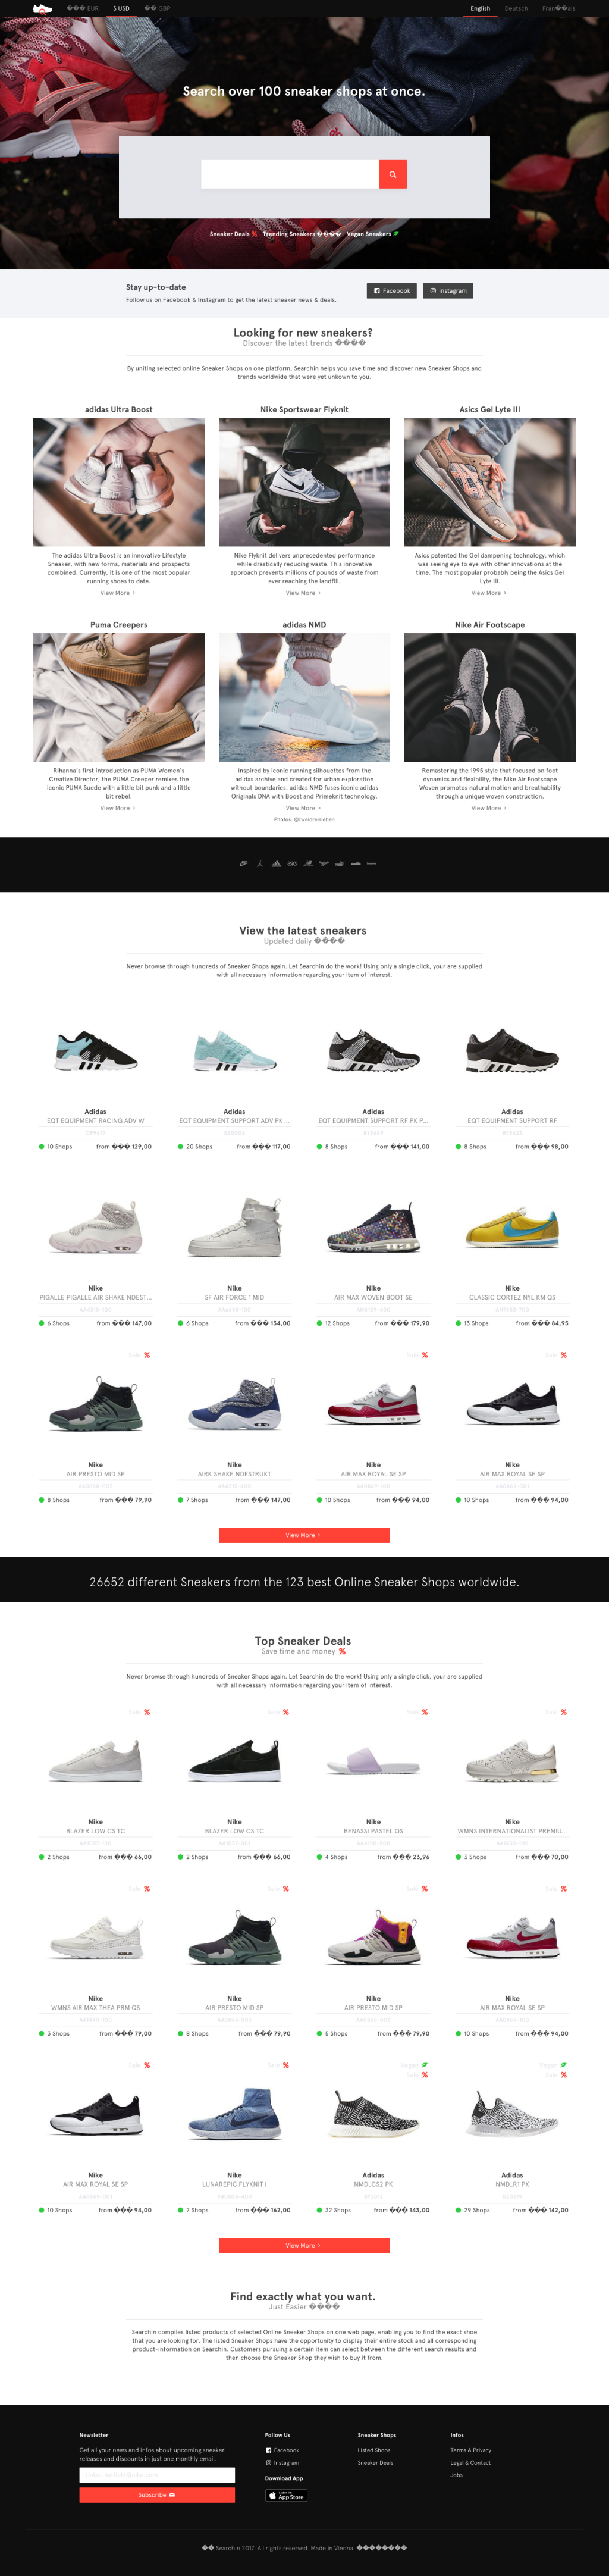 ��� EUR
$ USD
�� GBP
English
Deutsch
Fran��ais
Search over 100 sneaker shops at once.
Sneaker Deals
Trending Sneakers ����
Vegan Sneakers
Stay up-to-date
Follow us on Facebook & Instagram to get the latest sneaker news & deals.
Facebook
Instagram
Looking for new sneakers?
Discover the latest trends ����
By uniting selected online Sneaker Shops on one platform, Searchin helps you save time and discover new Sneaker Shops and
trends worldwide that were yet unkown to you.
adidas Ultra Boost
The adidas Ultra Boost is an innovative Lifestyle
Sneaker, with new forms, materials and prospects
combined. Currently, it is one of the most popular
running shoes to date.
View More
Nike Sportswear Flyknit
Nike Flyknit delivers unprecedented performance
while drastically reducing waste. This innovative
approach prevents millions of pounds of waste from
ever reaching the landfill.
View More
Asics Gel Lyte III
Asics patented the Gel dampening technology, which
was seeing eye to eye with other innovations at the
time. The most popular probably being the Asics Gel
Lyte III.
View More
Puma Creepers
Rihanna's first introduction as PUMA Women's
Creative Director, the PUMA Creeper remixes the
iconic PUMA Suede with a little bit punk and a little
bit rebel.
View More
adidas NMD
Inspired by iconic running silhouettes from the
adidas archive and created for urban exploration
without boundaries. adidas NMD fuses iconic adidas
Originals DNA with Boost and Primeknit technology.
View More
Photos: @zweidreisieben
Nike Air Footscape
Remastering the 1995 style that focused on foot
dynamics and flexibility, the Nike Air Footscape
Woven promotes natural motion and breathability
through a unique woven construction.
View More
View the latest sneakers
Updated daily ����
Never browse through hundreds of Sneaker Shops again. Let Searchin do the work! Using only a single click, your are supplied
with all necessary information regarding your item of interest.
Adidas
EQT EQUIPMENT RACING ADV W
10 Shops
from ��� 129,00
Adidas
EQT EQUIPMENT SUPPORT ADV PK ...
20 Shops
from ��� 117,00
Adidas
EQT EQUIPMENT SUPPORT RF PK P...
8 Shops
from ��� 141,00
Adidas
EQT EQUIPMENT SUPPORT RF
8 Shops
from ��� 98,00
Nike
PIGALLE PIGALLE AIR SHAKE NDEST...
6 Shops
from ��� 147,00
Nike
SF AIR FORCE 1 MID
6 Shops
from ��� 134,00
Nike
AIR MAX WOVEN BOOT SE
12 Shops
from ��� 179,90
Nike
CLASSIC CORTEZ NYL KM QS
13 Shops
from ��� 84,95
Sale
Nike
AIR PRESTO MID SP
8 Shops
from ��� 79,90
Nike
AIRK SHAKE NDESTRUKT
7 Shops
from ��� 147,00
Sale
Nike
AIR MAX ROYAL SE SP
10 Shops
from ��� 94,00
Sale
Nike
AIR MAX ROYAL SE SP
10 Shops
from ��� 94,00
View More
26652 different Sneakers from the 123 best Online Sneaker Shops worldwide.
Top Sneaker Deals
Save time and money
Never browse through hundreds of Sneaker Shops again. Let Searchin do the work! Using only a single click, your are supplied
with all necessary information regarding your item of interest.
Sale
Nike
BLAZER LOW CS TC
2 Shops
from ��� 66,00
Sale
Nike
BLAZER LOW CS TC
2 Shops
from ��� 66,00
Sale
Nike
BENASSI PASTEL QS
4 Shops
from ��� 23,96
Sale
Nike
WMNS INTERNATIONALIST PREMIU...
3 Shops
from ��� 70,00
Sale
Nike
WMNS AIR MAX THEA PRM QS
3 Shops
from ��� 79,00
Sale
Nike
AIR PRESTO MID SP
8 Shops
from ��� 79,90
Sale
Nike
AIR PRESTO MID SP
5 Shops
from ��� 79,90
Sale
Nike
AIR MAX ROYAL SE SP
10 Shops
from ��� 94,00
Sale
Nike
AIR MAX ROYAL SE SP
10 Shops
from ��� 94,00
Sale
Nike
LUNAREPIC FLYKNIT I
2 Shops
from ��� 162,00
Vegan
Sale
Adidas
NMD_CS2 PK
32 Shops
from ��� 143,00
Vegan
Sale
Adidas
NMD_R1 PK
29 Shops
from ��� 142,00
View More
Find exactly what you want.
Just Easier ����
Searchin compiles listed products of selected Online Sneaker Shops on one web page, enabling you to find the exact shoe
that you are looking for. The listed Sneaker Shops have the opportunity to display their entire stock and all corresponding
product-information on Searchin. Customers pursuing a certain item can select between the different search results and
then choose the Sneaker Shop they wish to buy it from.
Newsletter
Get all your news and infos about upcoming sneaker
releases and discounts in just one monthly email.
Subscribe
Follow Us
Facebook
Instagram
Download App
App Store
Sneaker Shops
Listed Shops
Sneaker Deals
Infos
Terms & Privacy
Legal & Contact
Jobs
�� Searchin 2017. All rights reserved. Made in Vienna. ��������